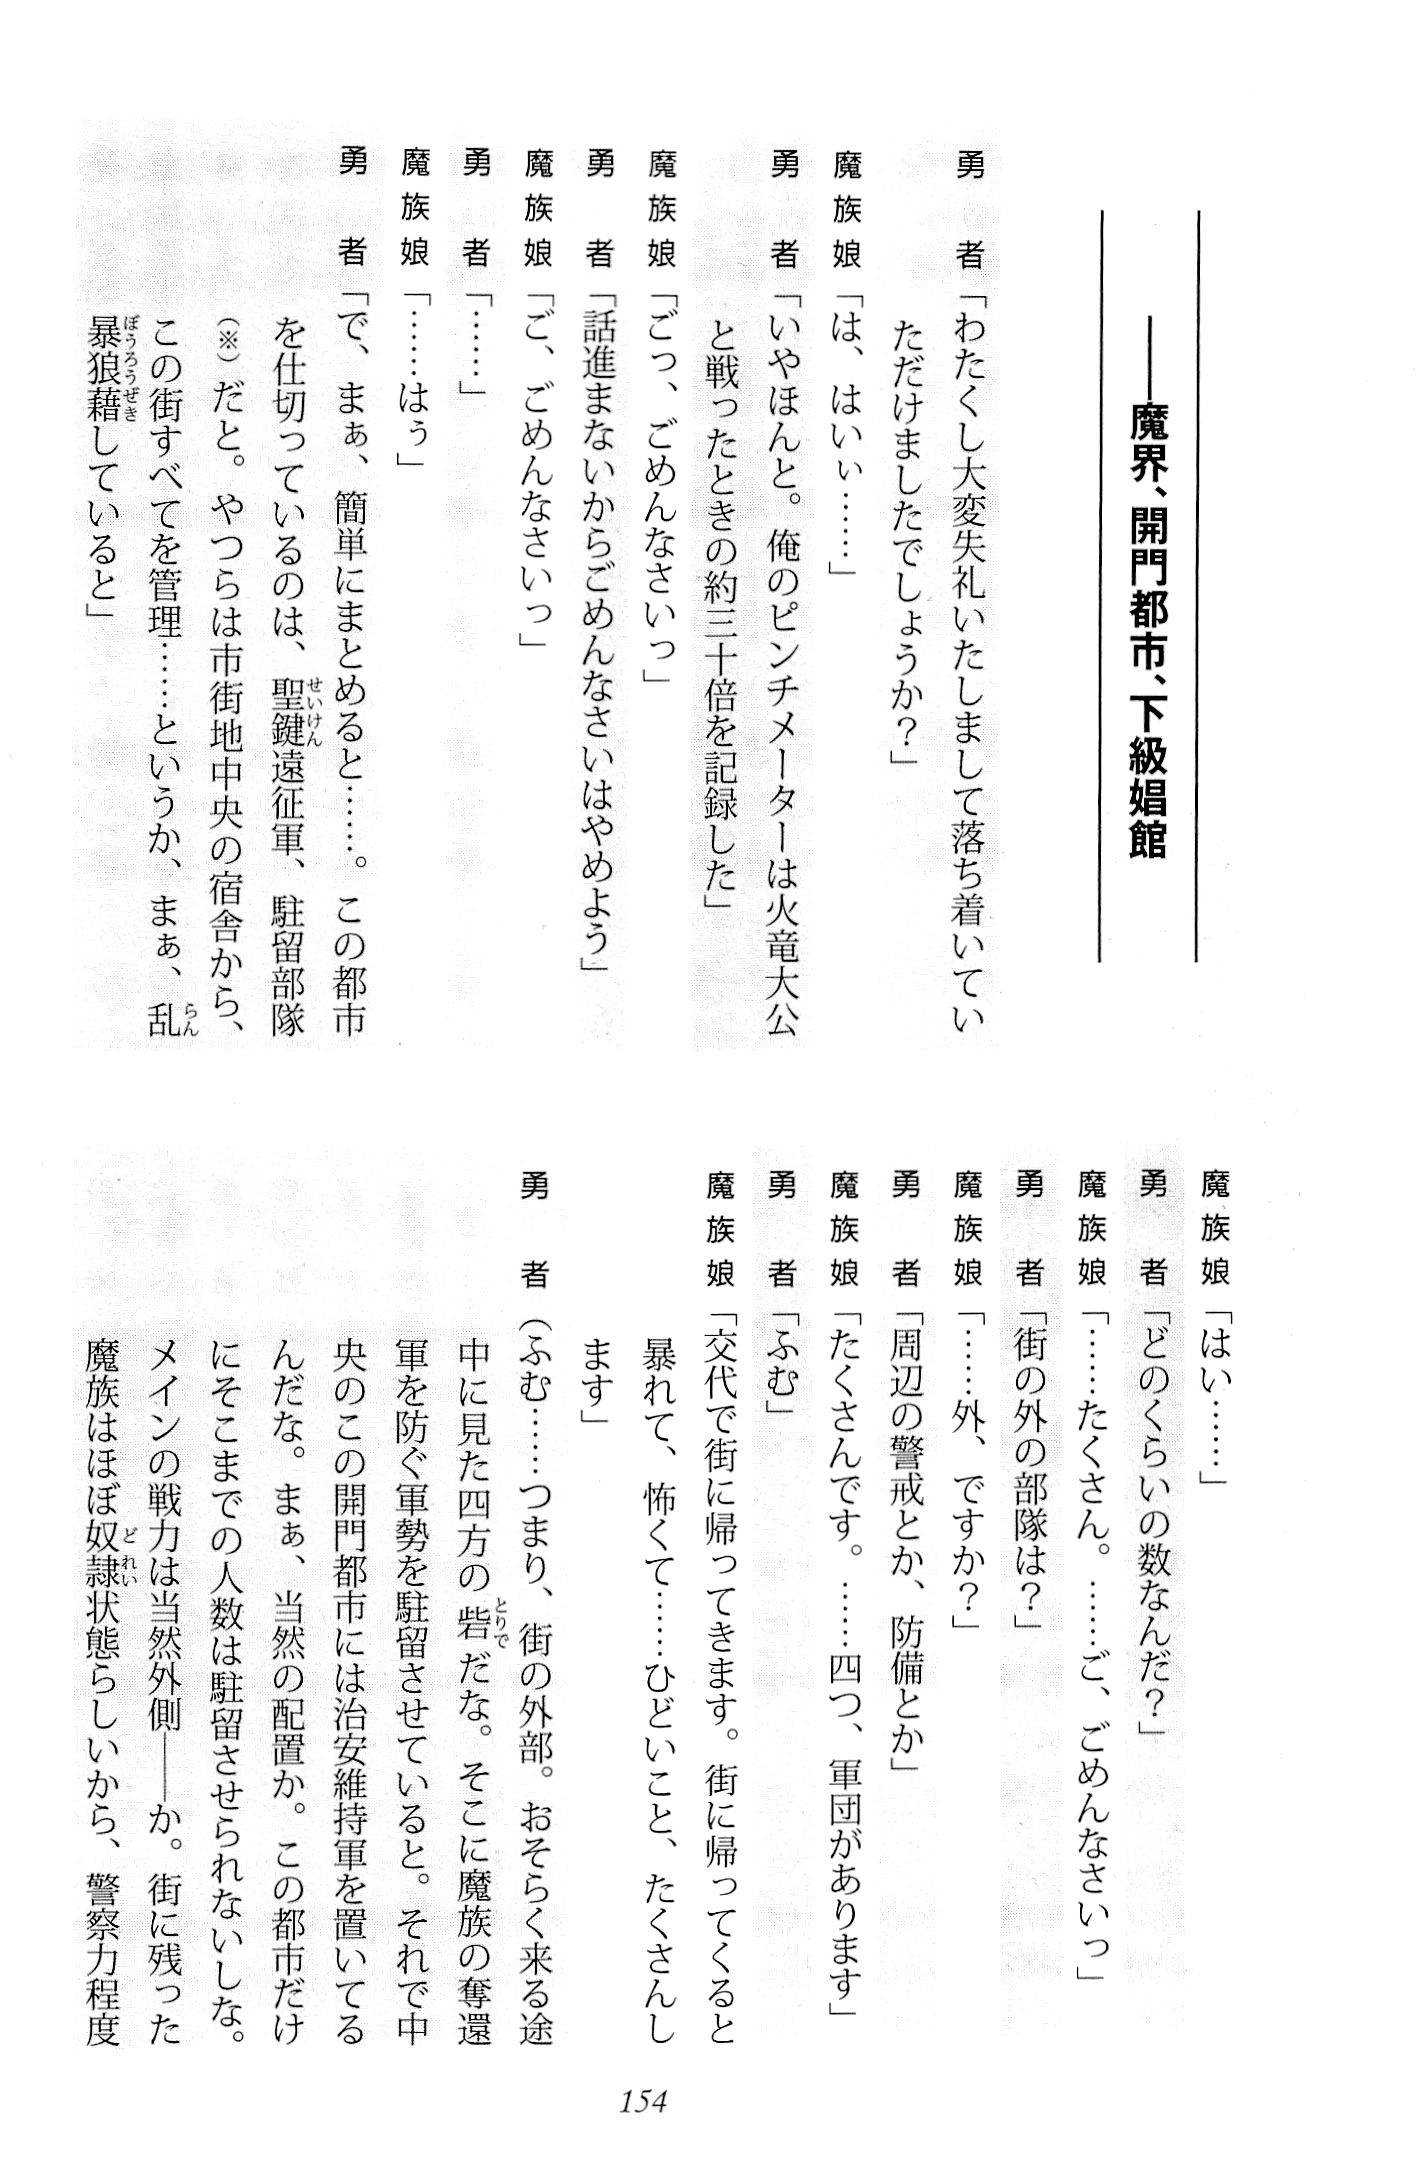 ――魔界、開門都市、下級娼館
勇　者「わたくし大変失礼いたしまして落ち着いてい
ただけましたでしょうか？」
魔族娘「は、はいぃ……」
勇　者「いやほんと。俺のピンチメーターは火竜大公
と戦ったときの約三十倍を記録した」
魔族娘「ごっ、ごめんなさいっ」
勇　者「話進まないからごめんなさいはやめよう」
魔族娘「ご、ごめんなさいっ」
勇　者「……」
魔族娘「……はぅ」
勇　者「で、まぁ、簡単にまとめると……。この都市
を仕切っているのは、聖鍵遠征軍、駐留部隊
（※）だと。やつらは市街地中央の宿舎から、
この街すべてを管理……というか、まぁ、乱
暴狼藉していると」
魔族娘「はい……」
勇　者「どのくらいの数なんだ？」
魔族娘「……たくさん。……ご、ごめんなさいっ」
勇　者「街の外の部隊は？」
魔族娘「……外、ですか？」
勇　者「周辺の警戒とか、防備とか」
魔族娘「たくさんです。……四つ、軍団があります」
勇　者「ふむ」
魔族娘「交代で街に帰ってきます。街に帰ってくると
暴れて、怖くて……ひどいこと、たくさんし
ます」
勇　者（ふむ……つまり、街の外部。おそらく来る途
中に見た四方の砦だな。そこに魔族の奪還
軍を防ぐ軍勢を駐留させていると。それで中
央のこの開門都市には治安維持軍を置いてる
んだな。まぁ、当然の配置か。この都市だけ
にそこまでの人数は駐留させられないしな。
メインの戦力は当然外側――か。街に残った
魔族はほぼ奴隷状態らしいから、警察力程度
154